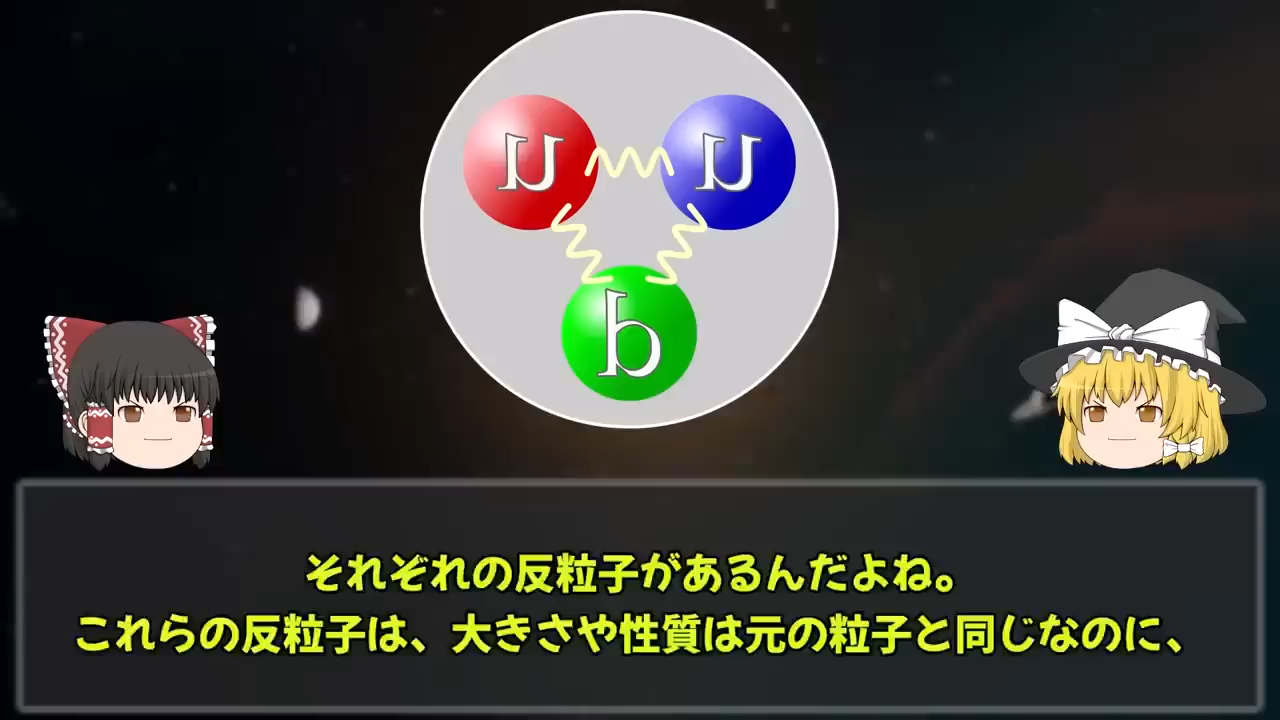 u u
d
それぞれの反粒子があるんだよね。
これらの反粒子は、大きさや性質は元の粒子と同じなのに、